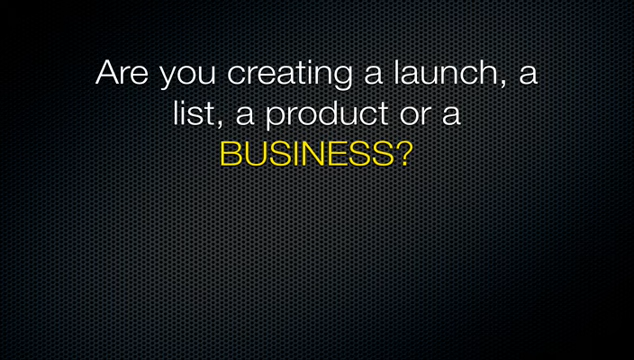 Are you creating a launch, a
list, a product or a
BUSINESS?